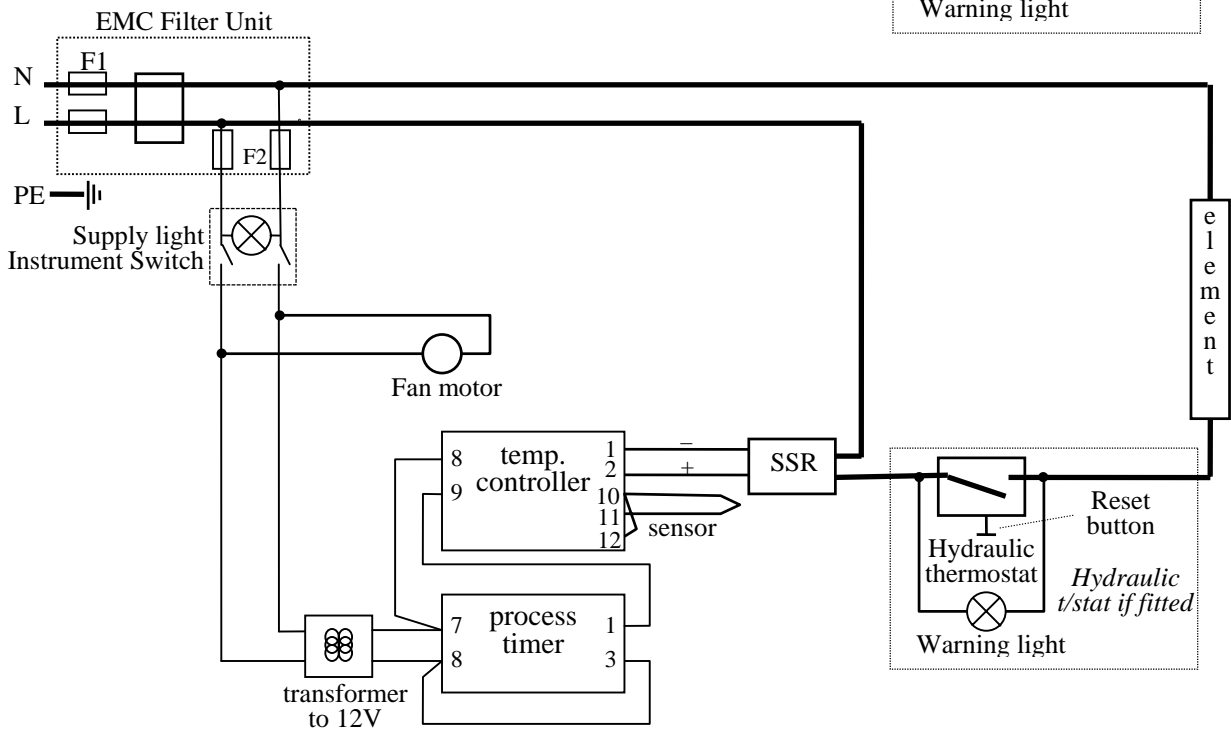 Warning light
EMC Filter Unit
F1
N
L
F2
PE
Supply light
Instrument Switch
Fan motor
element
8
9
temp.
controller
1
2
10
11
12
–
+
SSR
sensor
Reset
button
Hydraulic
thermostat
Hydraulic
t/stat if fitted
Warning light
7
8
process
timer
1
3
transformer
to 12V